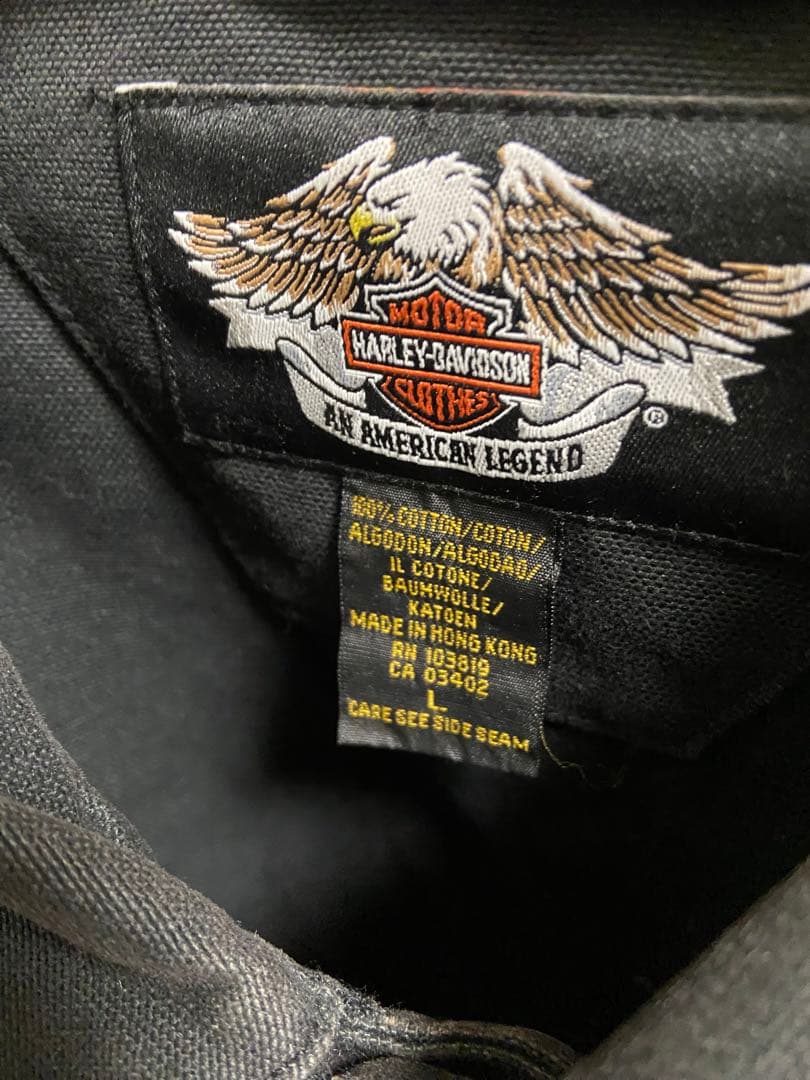 MOTOR
HARLEY-DAVIDSON
CLOTHES
AN AMERICAN LEGEND
®
100% COTTON/COTON/
ALGODON/ALGODAO/
IL COTONE/
BAUMWOLLE/
KATOEN
MADE IN HONG KONG
RN 103819
CA 03402
L
CARE SEE SIDE SEAM